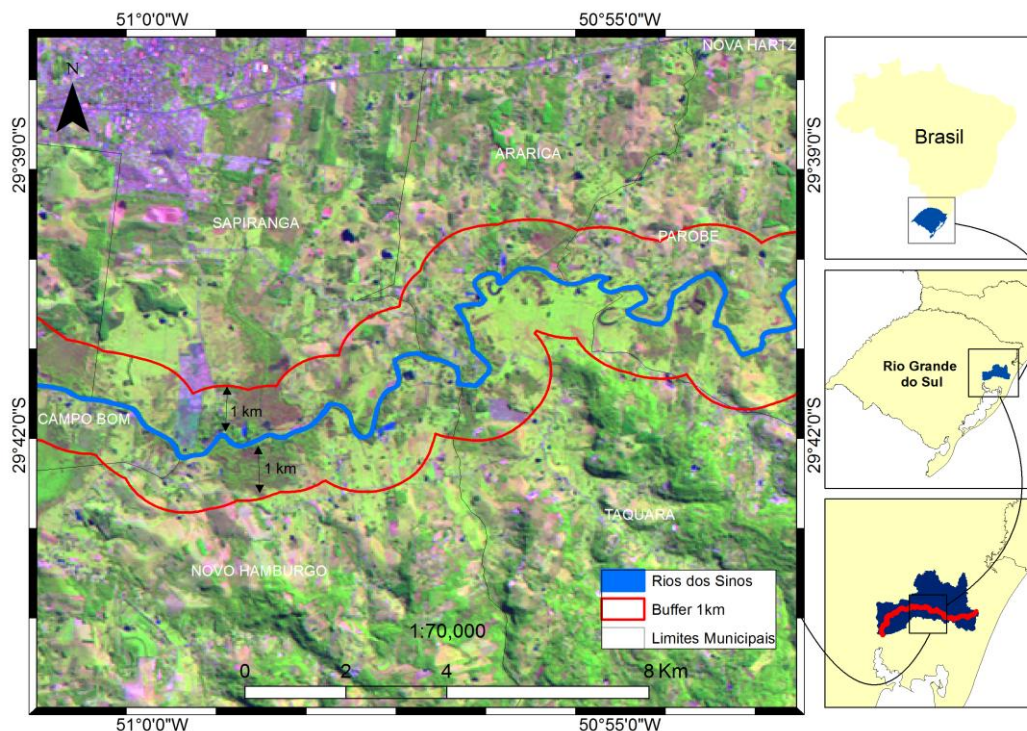 51°0'0"W
50°55'0"W
NOVA HARTZ
N
29°39'0"S
29°39'0"S
ARARICA
SAPIRANGA
PAROBE
1 km
CAMPO BOM
29°42'0"S
29°42'0"S
1 km
TAQUARA
NOVO HAMBURGO
Rios dos Sinos
Buffer 1km
Limites Municipais
1:70,000
0
2
4
8 Km
51°0'0"W
50°55'0"W
Brasil
Rio Grande
do Sul